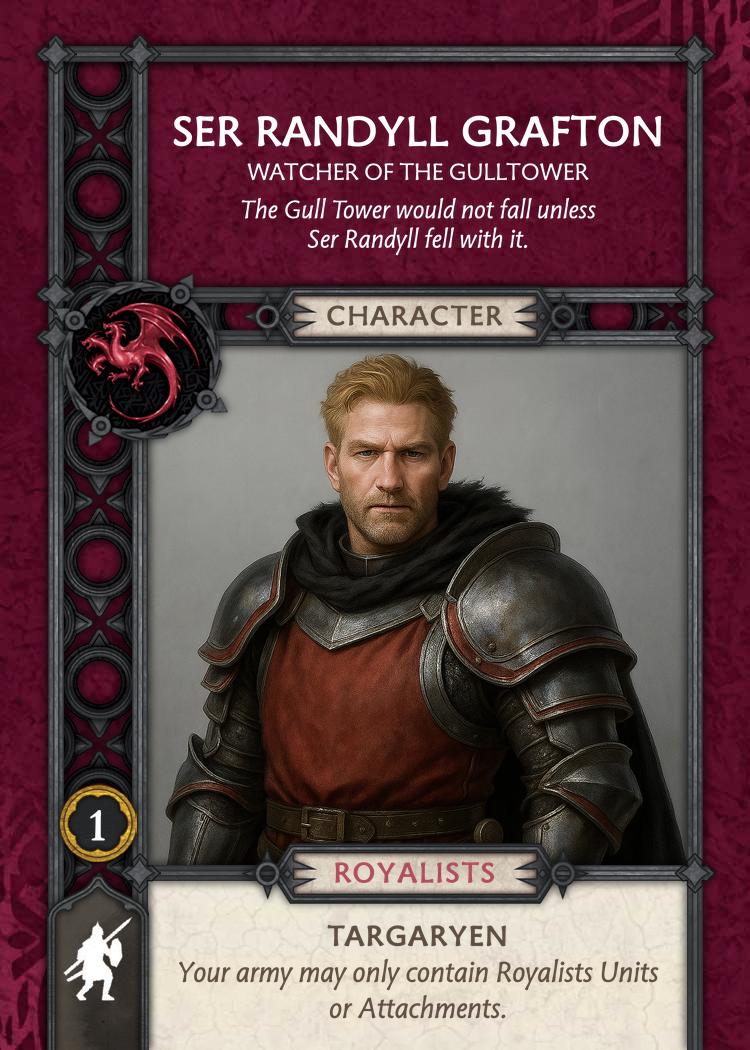 SER RANDYLL GRAFTON
WATCHER OF THE GULLTOWER
The Gull Tower would not fall unless
Ser Randyll fell with it.
CHARACTER
1
ROYALISTS
TARGARYEN
Your army may only contain Royalists Units
or Attachments.